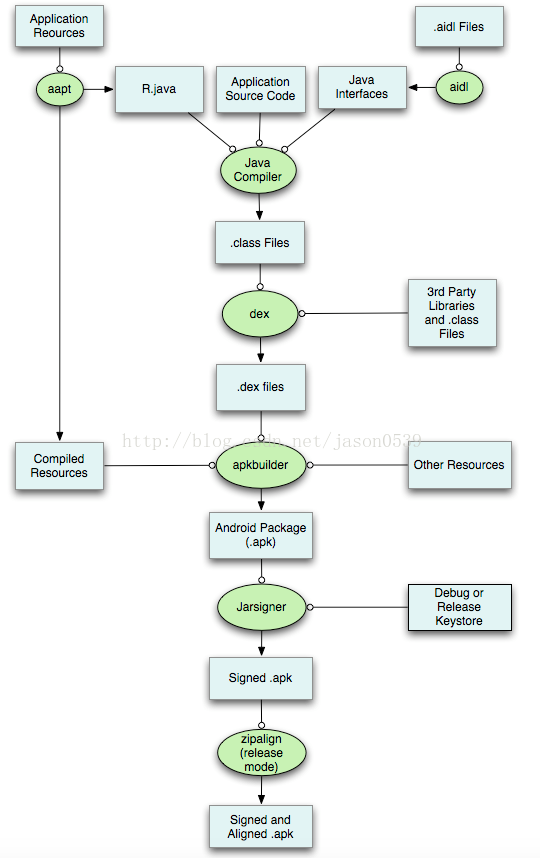 Application
Reources
.aidl Files
aapt
R.java
Application
Source Code
Java
Interfaces
aidl
Java
Compiler
.class Files
dex
3rd Party
Libraries
and .class
Files
.dex files
http://blog.csdn.net/jason0539
Compiled
Resources
apkbuilder
Other Resources
Android Package
(.apk)
Jarsigner
Debug or
Release
Keystore
Signed .apk
zipalign
(release
mode)
Signed and
Aligned .apk